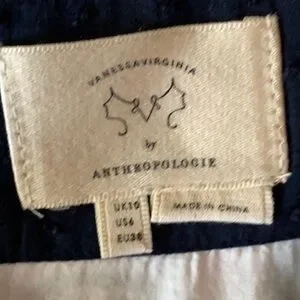 VANESSAVIRGINIA
by
ANTHROPOLOGIE
UK10
US6
EU38
MADE IN CHINA